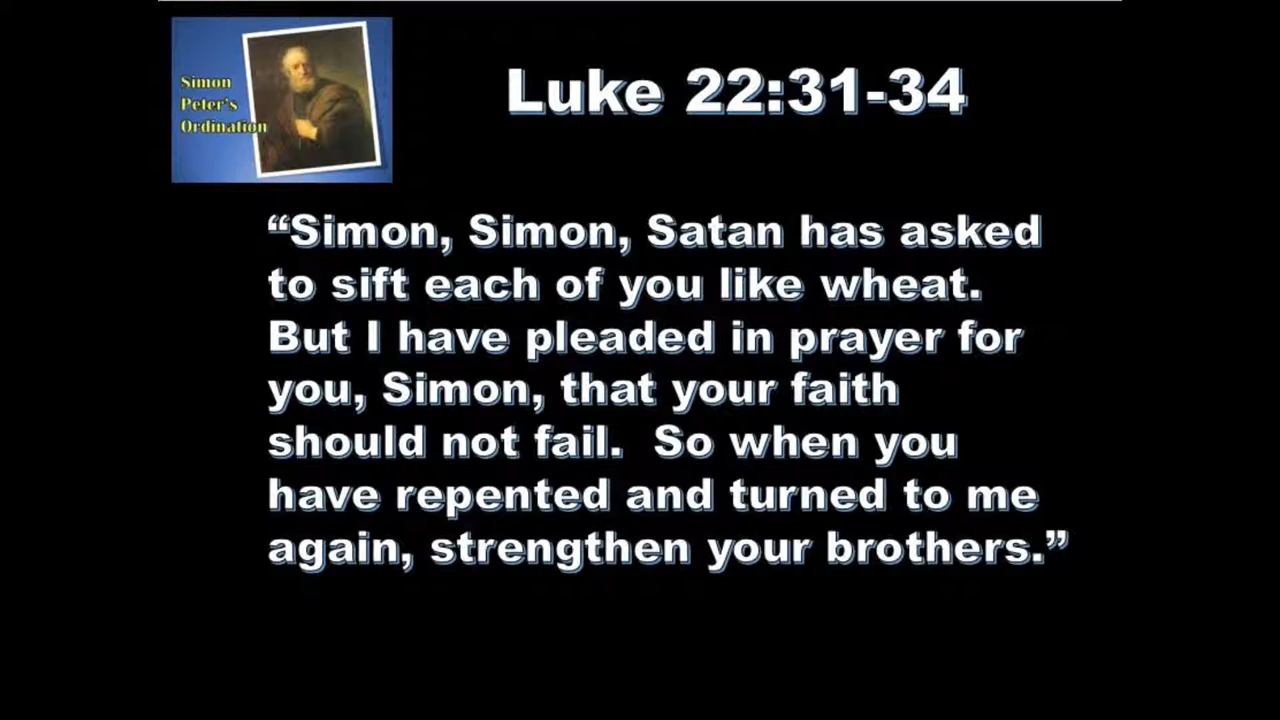 Simon
Peter's
Ordination
Luke 22:31-34
“Simon, Simon, Satan has asked
to sift each of you like wheat.
But I have pleaded in prayer for
you, Simon, that your faith
should not fail.  So when you
have repented and turned to me
again, strengthen your brothers.”